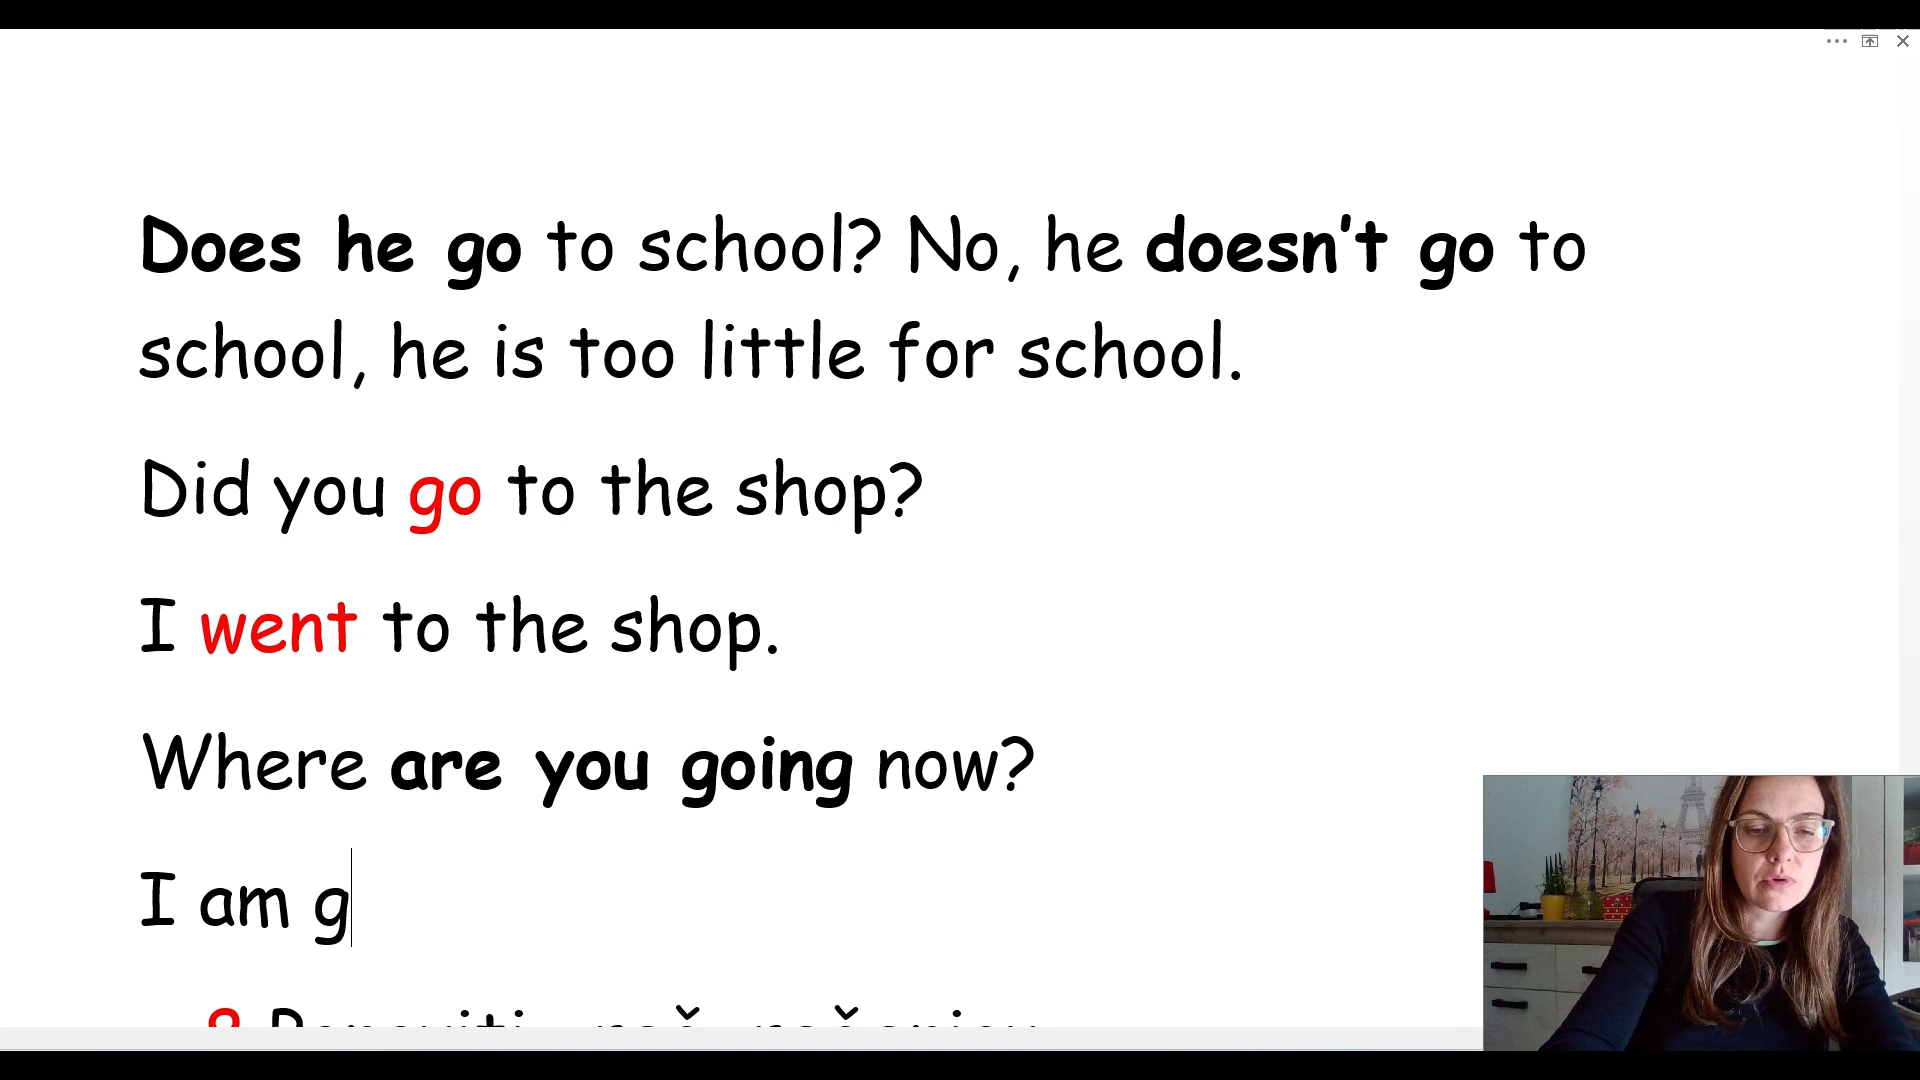 Does he go to school? No, he doesn't go to
school, he is too little for school.
Did you go to the shop?
I went to the shop.
Where are you going now?
I am g